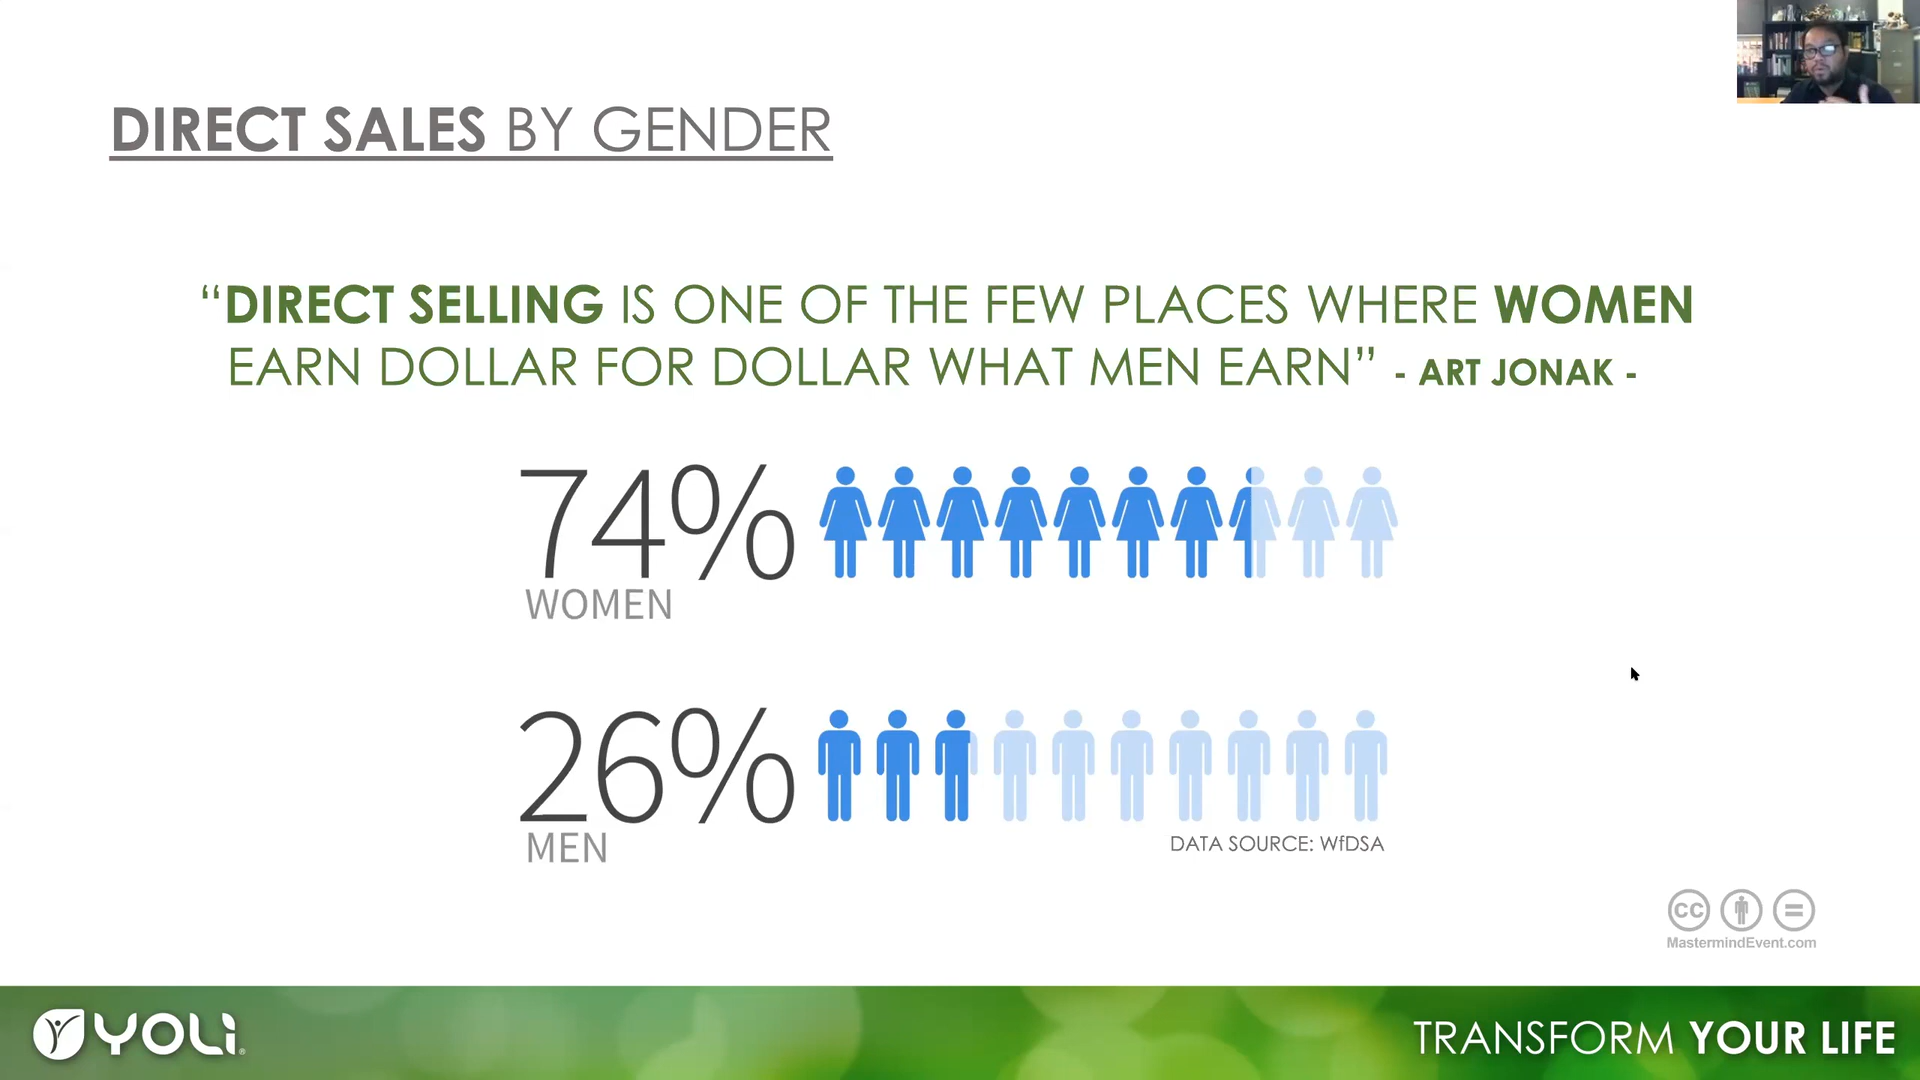 DIRECT SALES BY GENDER
“DIRECT SELLING IS ONE OF THE FEW PLACES WHERE WOMEN
EARN DOLLAR FOR DOLLAR WHAT MEN EARN” - ART JONAK -
74%
WOMEN
26%
MEN
DATA SOURCE: WfDSA
cc
MastermindEvent.com
YOLi®
TRANSFORM YOUR LIFE